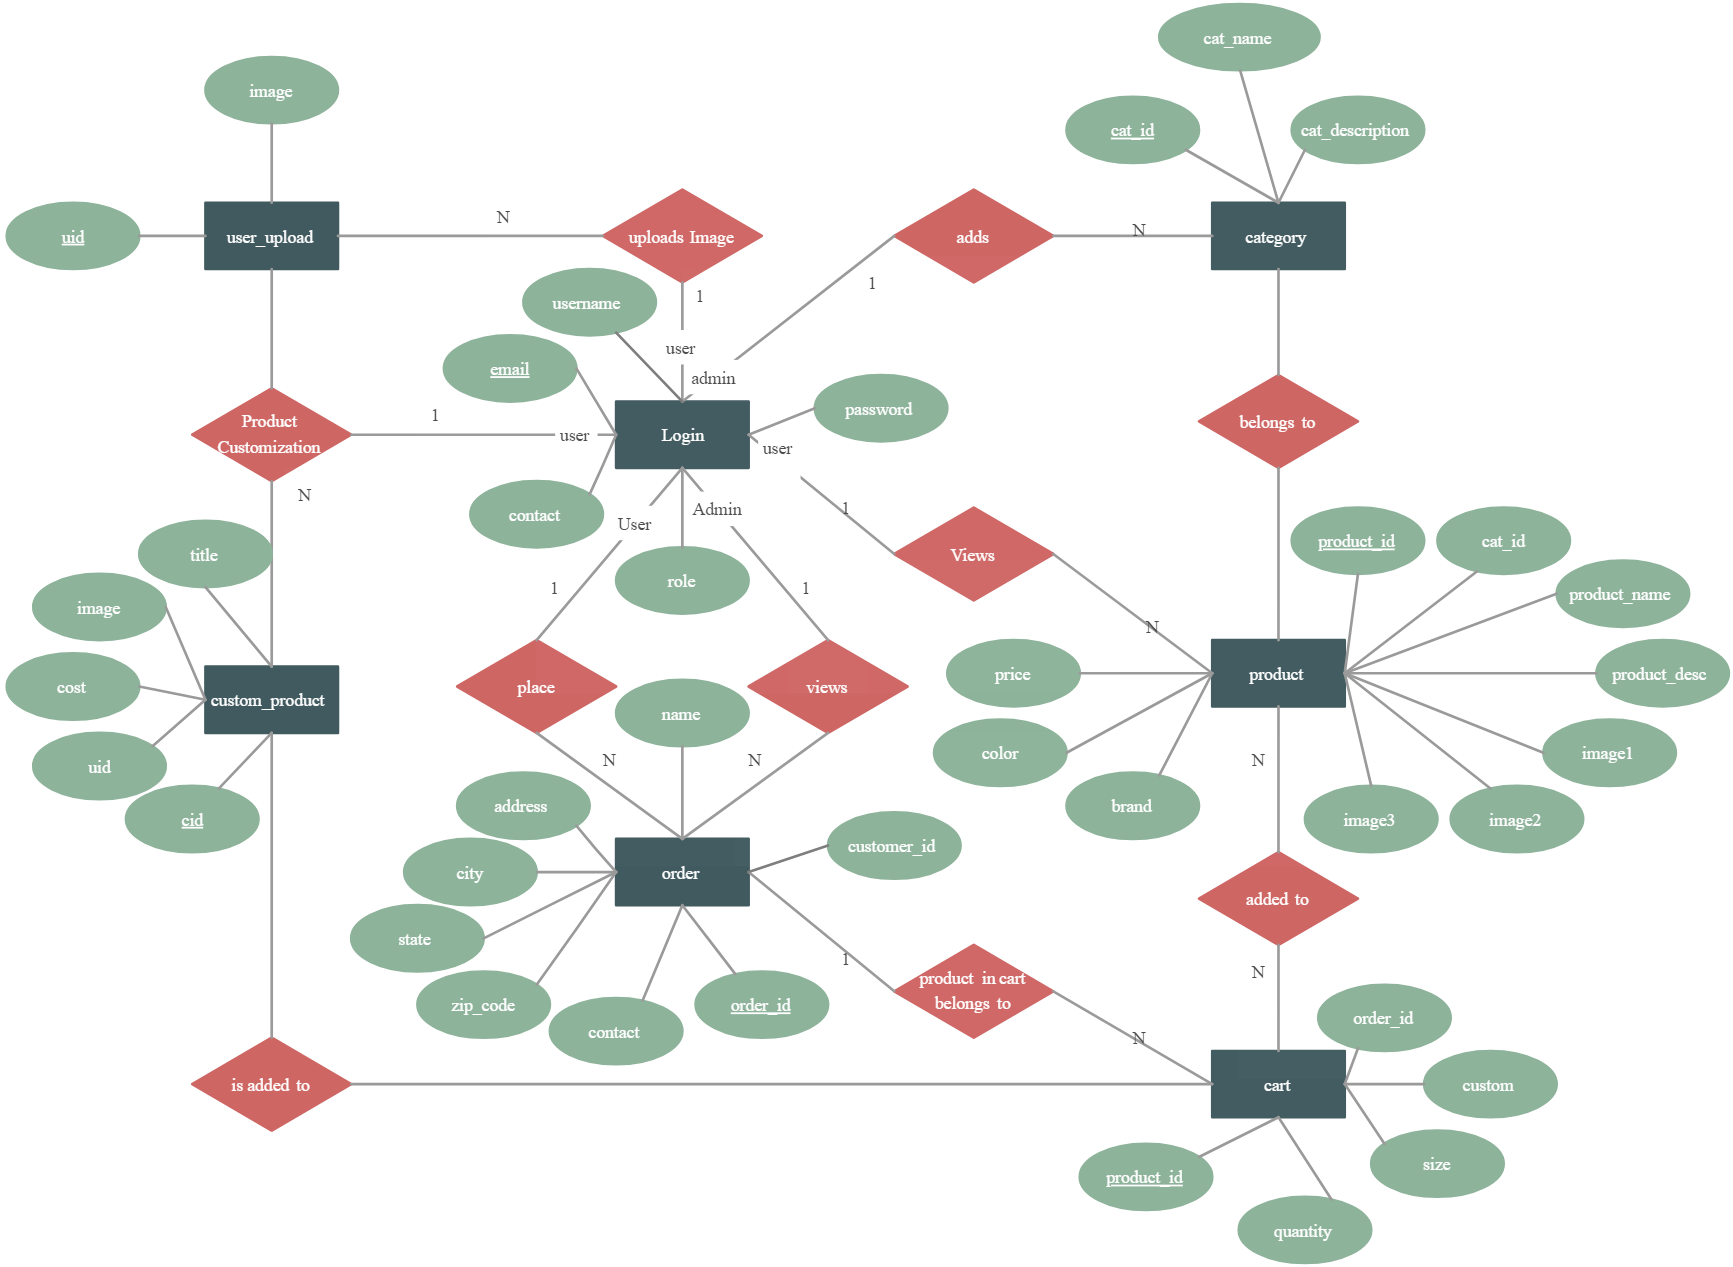 cat_name
image
cat_id
cat_description
N
uid
user_upload
uploads Image
adds
N
category
1
1
username
user
email
admin
password
1
Product
Customization
user
Login
user
belongs to
N
contact
User
Admin
1
title
Views
product_id
cat_id
role
1
1
image
product_name
N
cost
place
views
price
product
product_desc
custom_product
name
color
image1
uid
N
N
N
address
brand
cid
image3
image2
city
order
customer_id
added to
state
1
N
product in cart
belongs to
zip_code
contact
order_id
order_id
N
is added to
cart
custom
size
product_id
quantity